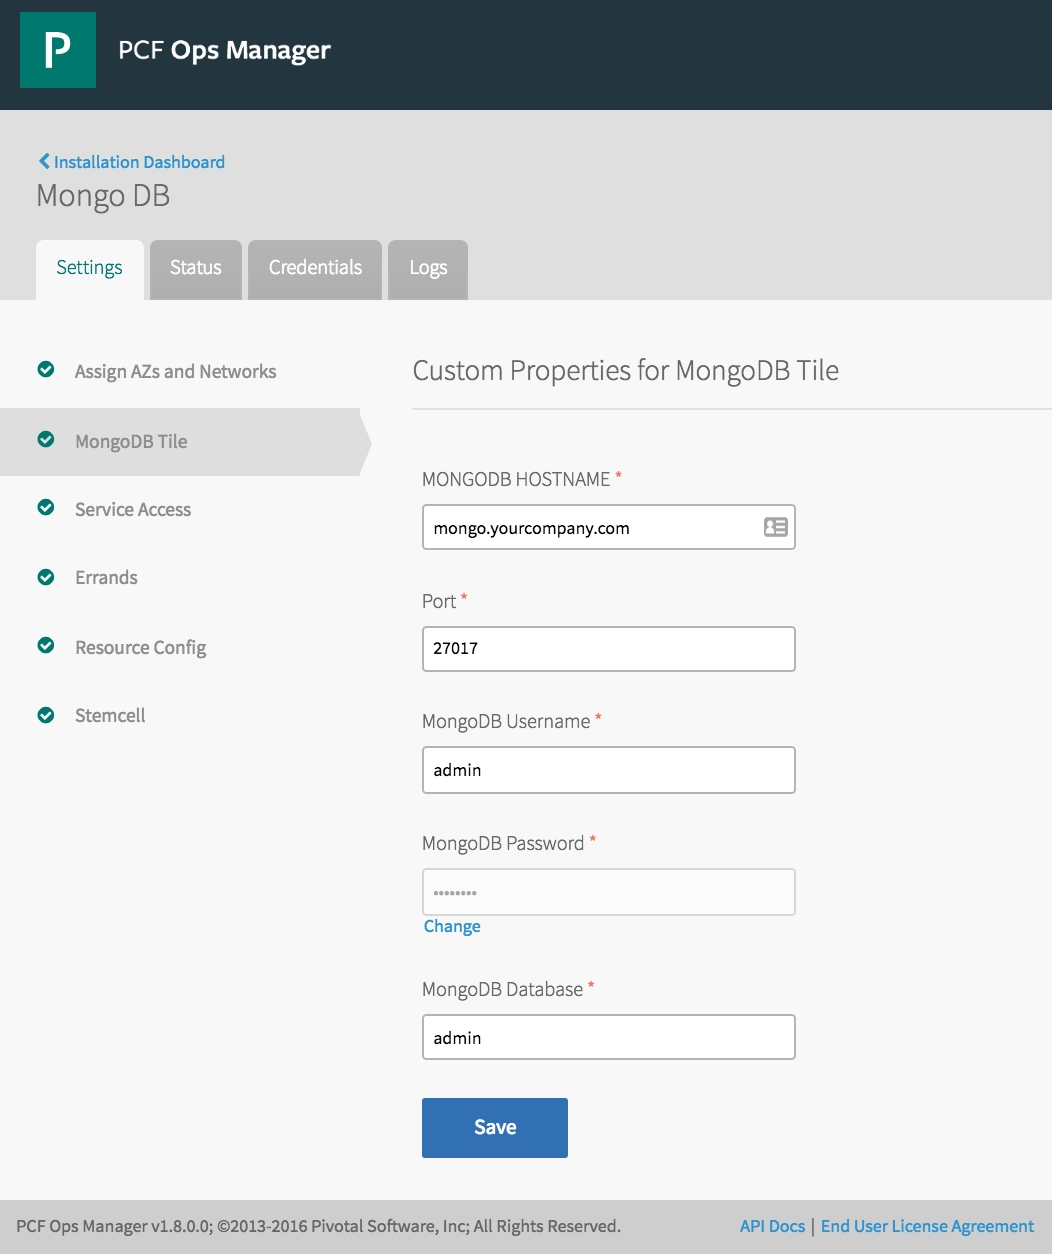 P
PCF Ops Manager
Installation Dashboard
Mongo DB
Settings Status Credentials Logs
Assign AZs and Networks
MongoDB Tile
Service Access
Errands
Resource Config
Stemcell
Custom Properties for MongoDB Tile
MONGODB HOSTNAME *
mongo.yourcompany.com
Port *
27017
MongoDB Username *
admin
MongoDB Password *
••••••••
Change
MongoDB Database *
admin
Save
PCF Ops Manager v1.8.0.0; ©2013-2016 Pivotal Software, Inc; All Rights Reserved. API Docs | End User License Agreement